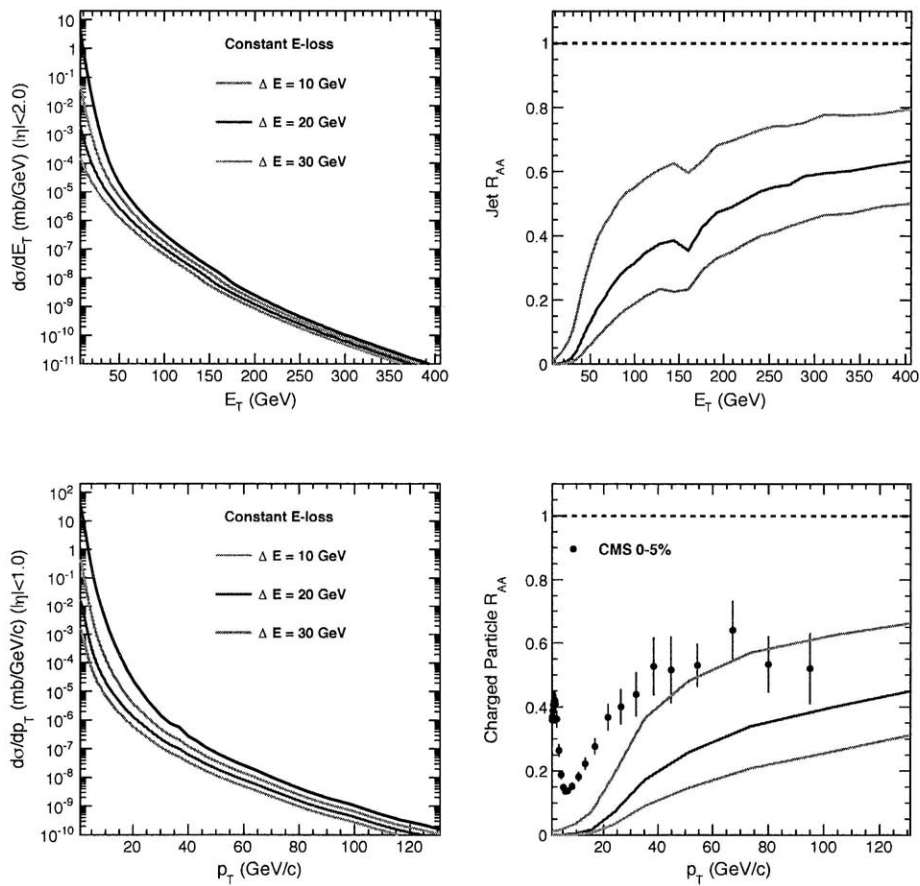 dσ/dE_T (mb/GeV) (|η|<2.0)
10
1
10⁻¹
10⁻²
10⁻³
10⁻⁴
10⁻⁵
10⁻⁶
10⁻⁷
10⁻⁸
10⁻⁹
10⁻¹⁰
10⁻¹¹
Constant E-loss
Δ E = 10 GeV
Δ E = 20 GeV
Δ E = 30 GeV
50 100 150 200 250 300 350 400
E_T (GeV)
Jet R_AA
1
0.8
0.6
0.4
0.2
0
50 100 150 200 250 300 350 400
E_T (GeV)
dσ/dp_T (mb/GeV/c) (|η|<1.0)
10²
10
1
10⁻¹
10⁻²
10⁻³
10⁻⁴
10⁻⁵
10⁻⁶
10⁻⁷
10⁻⁸
10⁻⁹
10⁻¹⁰
Constant E-loss
Δ E = 10 GeV
Δ E = 20 GeV
Δ E = 30 GeV
20 40 60 80 100 120
p_T (GeV/c)
Charged Particle R_AA
1
0.8
0.6
0.4
0.2
0
CMS 0-5%
20 40 60 80 100 120
p_T (GeV/c)